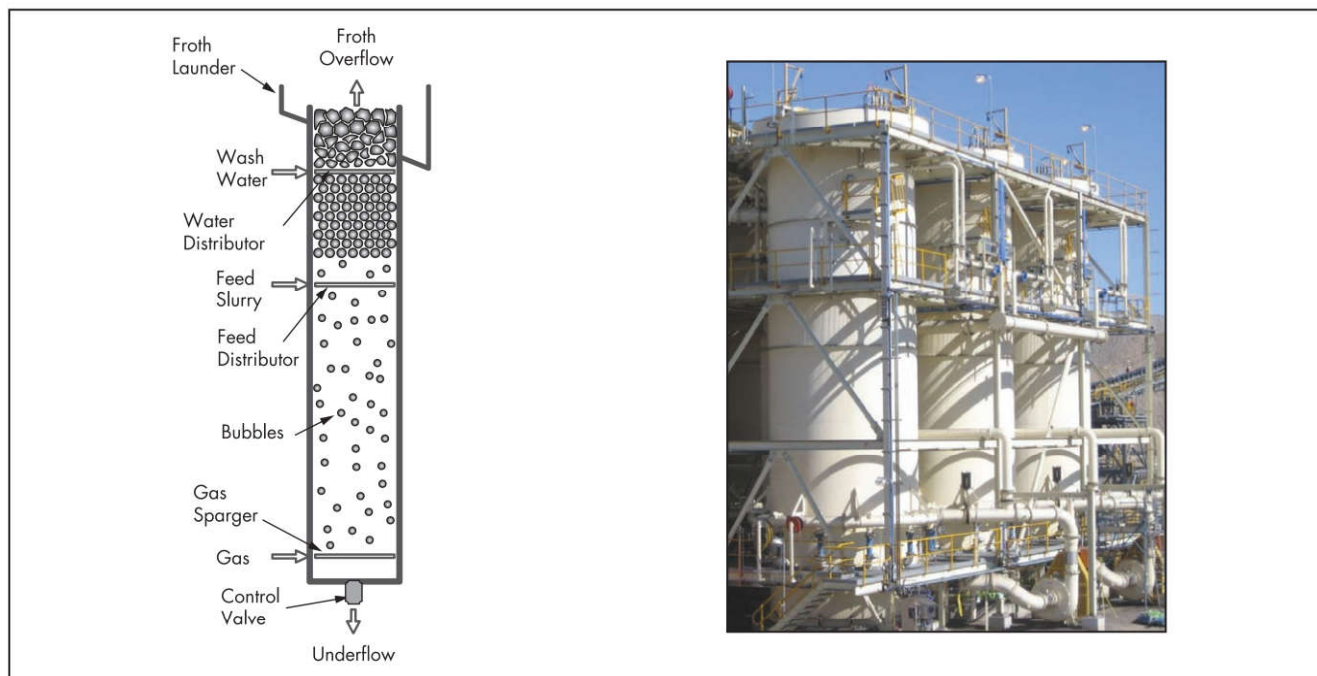 Froth
Launder
Froth
Overflow
Wash
Water
Water
Distributor
Feed
Slurry
Feed
Distributor
Bubbles
Gas
Sparger
Gas
Control
Valve
Underflow